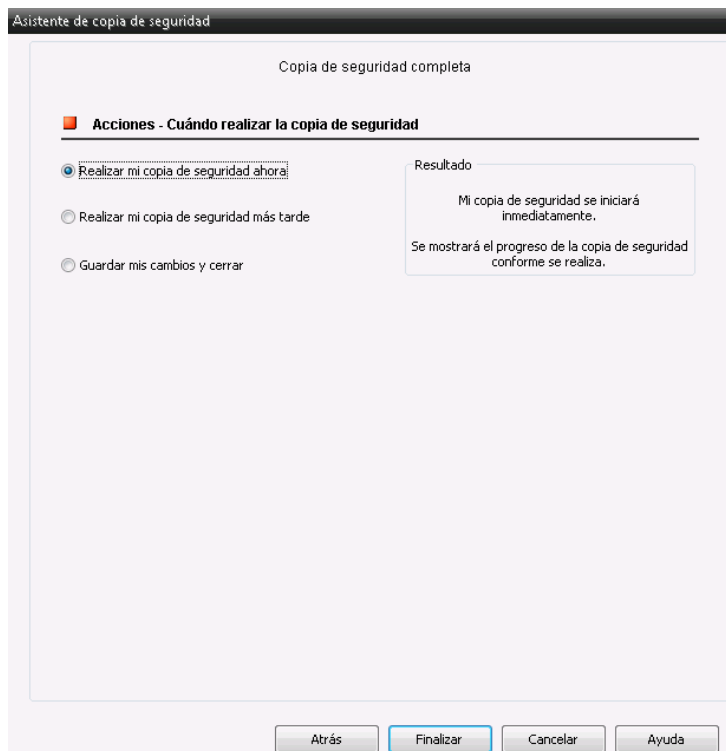 Asistente de copia de seguridad
Copia de seguridad completa
Acciones - Cuándo realizar la copia de seguridad
Realizar mi copia de seguridad ahora
Realizar mi copia de seguridad más tarde
Guardar mis cambios y cerrar
Resultado
Mi copia de seguridad se iniciará
inmediatamente.
Se mostrará el progreso de la copia de seguridad
conforme se realiza.
Atrás
Finalizar
Cancelar
Ayuda